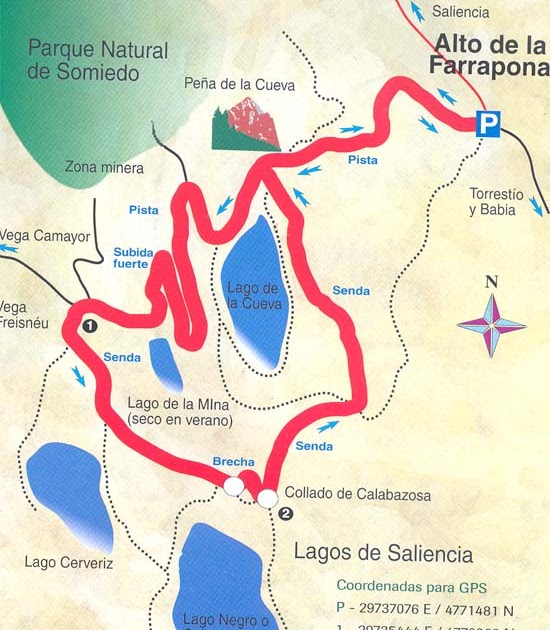 Saliencia
Alto de la
Farrapona
Parque Natural
de Somiedo
Peña de la Cueva
P
Pista
Zona minera
Torrestío
y Babia
Pista
Vega Camayor
Subida
fuerte
N
Lago de
la Cueva
Senda
Vega
Freisnéu
1
Senda
Lago de la MIna
(seco en verano)
Senda
Brecha
Collado de Calabazosa
2
Lago Cerveriz
Lagos de Saliencia
Coordenadas para GPS
P - 29737076 E / 4771481 N
Lago Negro o